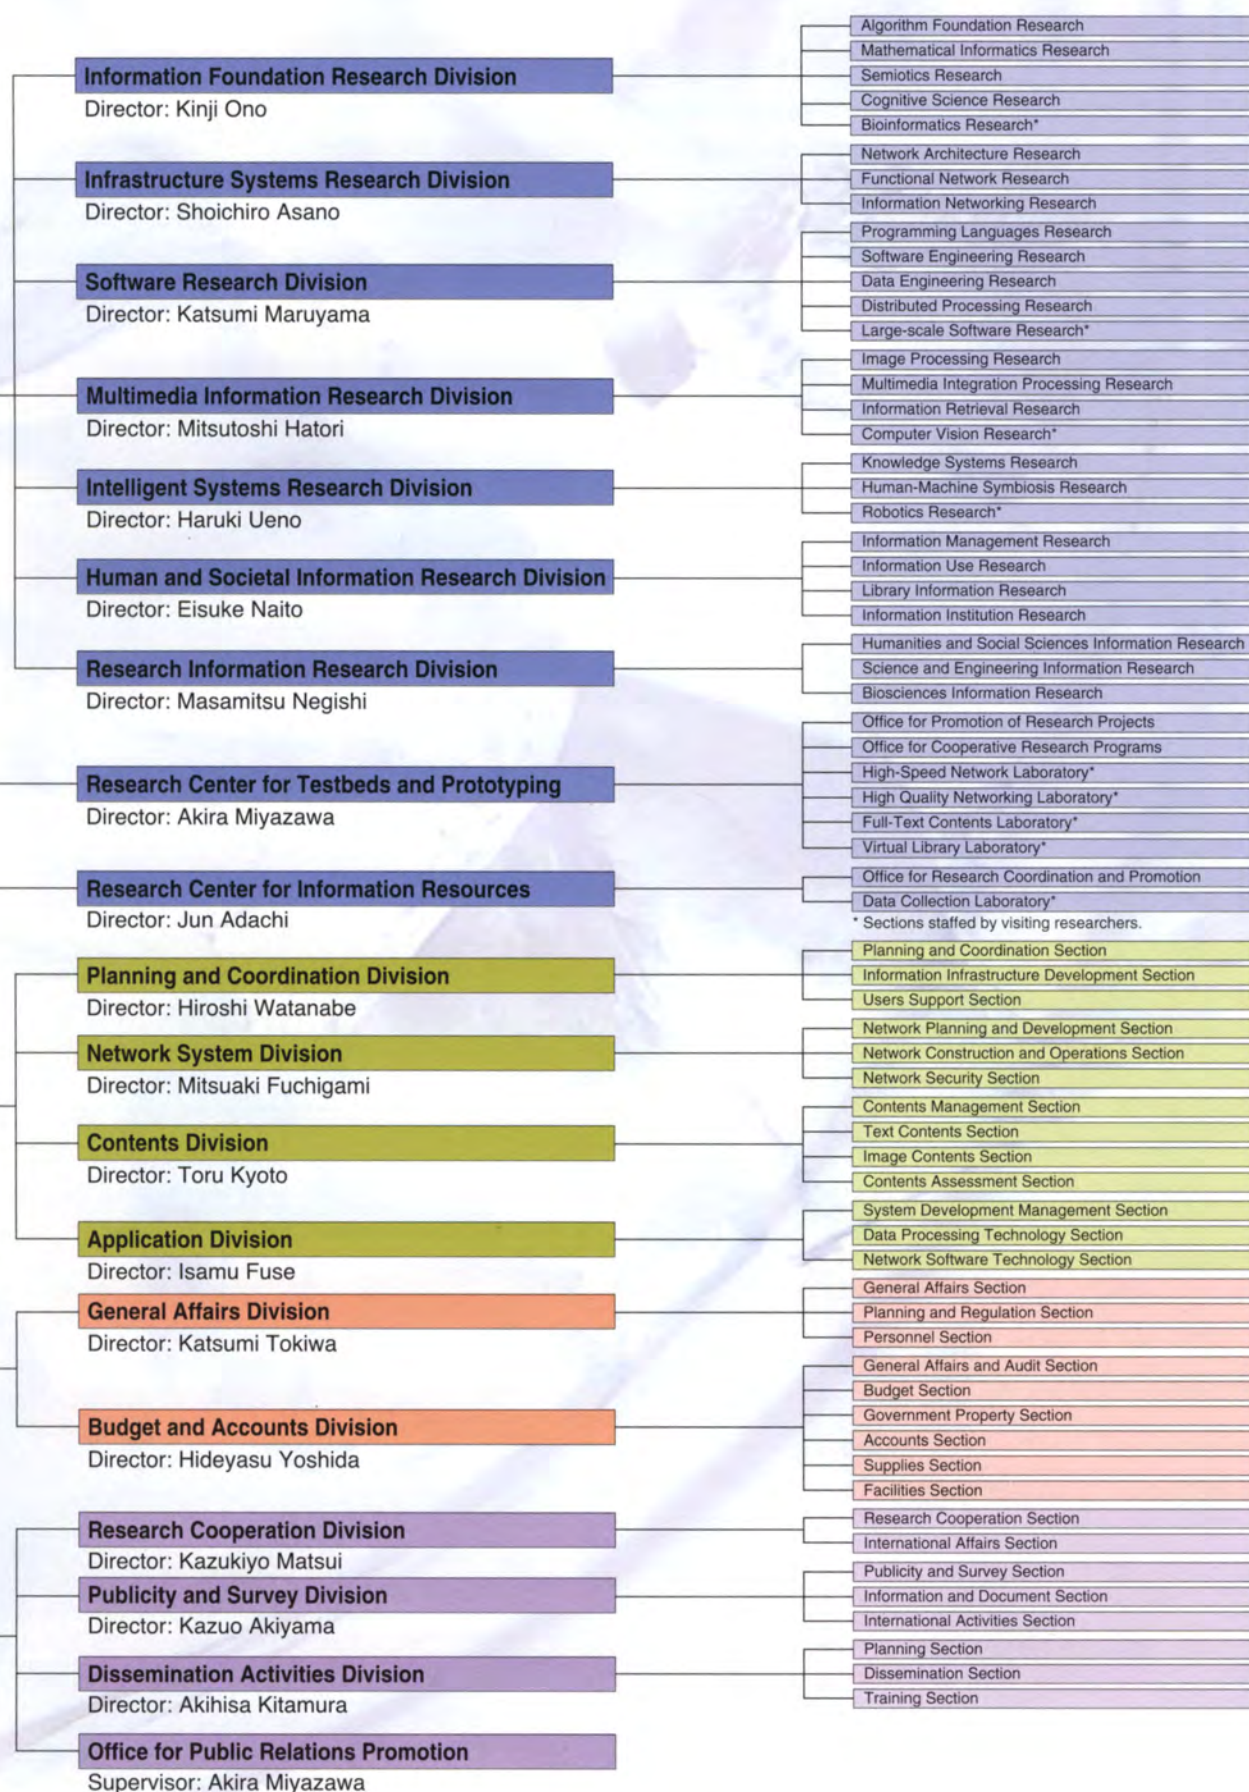 Information Foundation Research Division
Director: Kinji Ono
Algorithm Foundation Research
Mathematical Informatics Research
Semiotics Research
Cognitive Science Research
Bioinformatics Research*
Infrastructure Systems Research Division
Director: Shoichiro Asano
Network Architecture Research
Functional Network Research
Information Networking Research
Software Research Division
Director: Katsumi Maruyama
Programming Languages Research
Software Engineering Research
Data Engineering Research
Distributed Processing Research
Large-scale Software Research*
Multimedia Information Research Division
Director: Mitsutoshi Hatori
Image Processing Research
Multimedia Integration Processing Research
Information Retrieval Research
Computer Vision Research*
Intelligent Systems Research Division
Director: Haruki Ueno
Knowledge Systems Research
Human-Machine Symbiosis Research
Robotics Research*
Human and Societal Information Research Division
Director: Eisuke Naito
Information Management Research
Information Use Research
Library Information Research
Information Institution Research
Research Information Research Division
Director: Masamitsu Negishi
Humanities and Social Sciences Information Research
Science and Engineering Information Research
Biosciences Information Research
Research Center for Testbeds and Prototyping
Director: Akira Miyazawa
Office for Promotion of Research Projects
Office for Cooperative Research Programs
High-Speed Network Laboratory*
High Quality Networking Laboratory*
Full-Text Contents Laboratory*
Virtual Library Laboratory*
Research Center for Information Resources
Director: Jun Adachi
Office for Research Coordination and Promotion
Data Collection Laboratory*
* Sections staffed by visiting researchers.
Planning and Coordination Division
Director: Hiroshi Watanabe
Planning and Coordination Section
Information Infrastructure Development Section
Users Support Section
Network System Division
Director: Mitsuaki Fuchigami
Network Planning and Development Section
Network Construction and Operations Section
Network Security Section
Contents Division
Director: Toru Kyoto
Contents Management Section
Text Contents Section
Image Contents Section
Contents Assessment Section
Application Division
Director: Isamu Fuse
System Development Management Section
Data Processing Technology Section
Network Software Technology Section
General Affairs Division
Director: Katsumi Tokiwa
General Affairs Section
Planning and Regulation Section
Personnel Section
Budget and Accounts Division
Director: Hideyasu Yoshida
General Affairs and Audit Section
Budget Section
Government Property Section
Accounts Section
Supplies Section
Facilities Section
Research Cooperation Division
Director: Kazukiyo Matsui
Research Cooperation Section
International Affairs Section
Publicity and Survey Division
Director: Kazuo Akiyama
Publicity and Survey Section
Information and Document Section
International Activities Section
Dissemination Activities Division
Director: Akihisa Kitamura
Planning Section
Dissemination Section
Training Section
Office for Public Relations Promotion
Supervisor: Akira Miyazawa